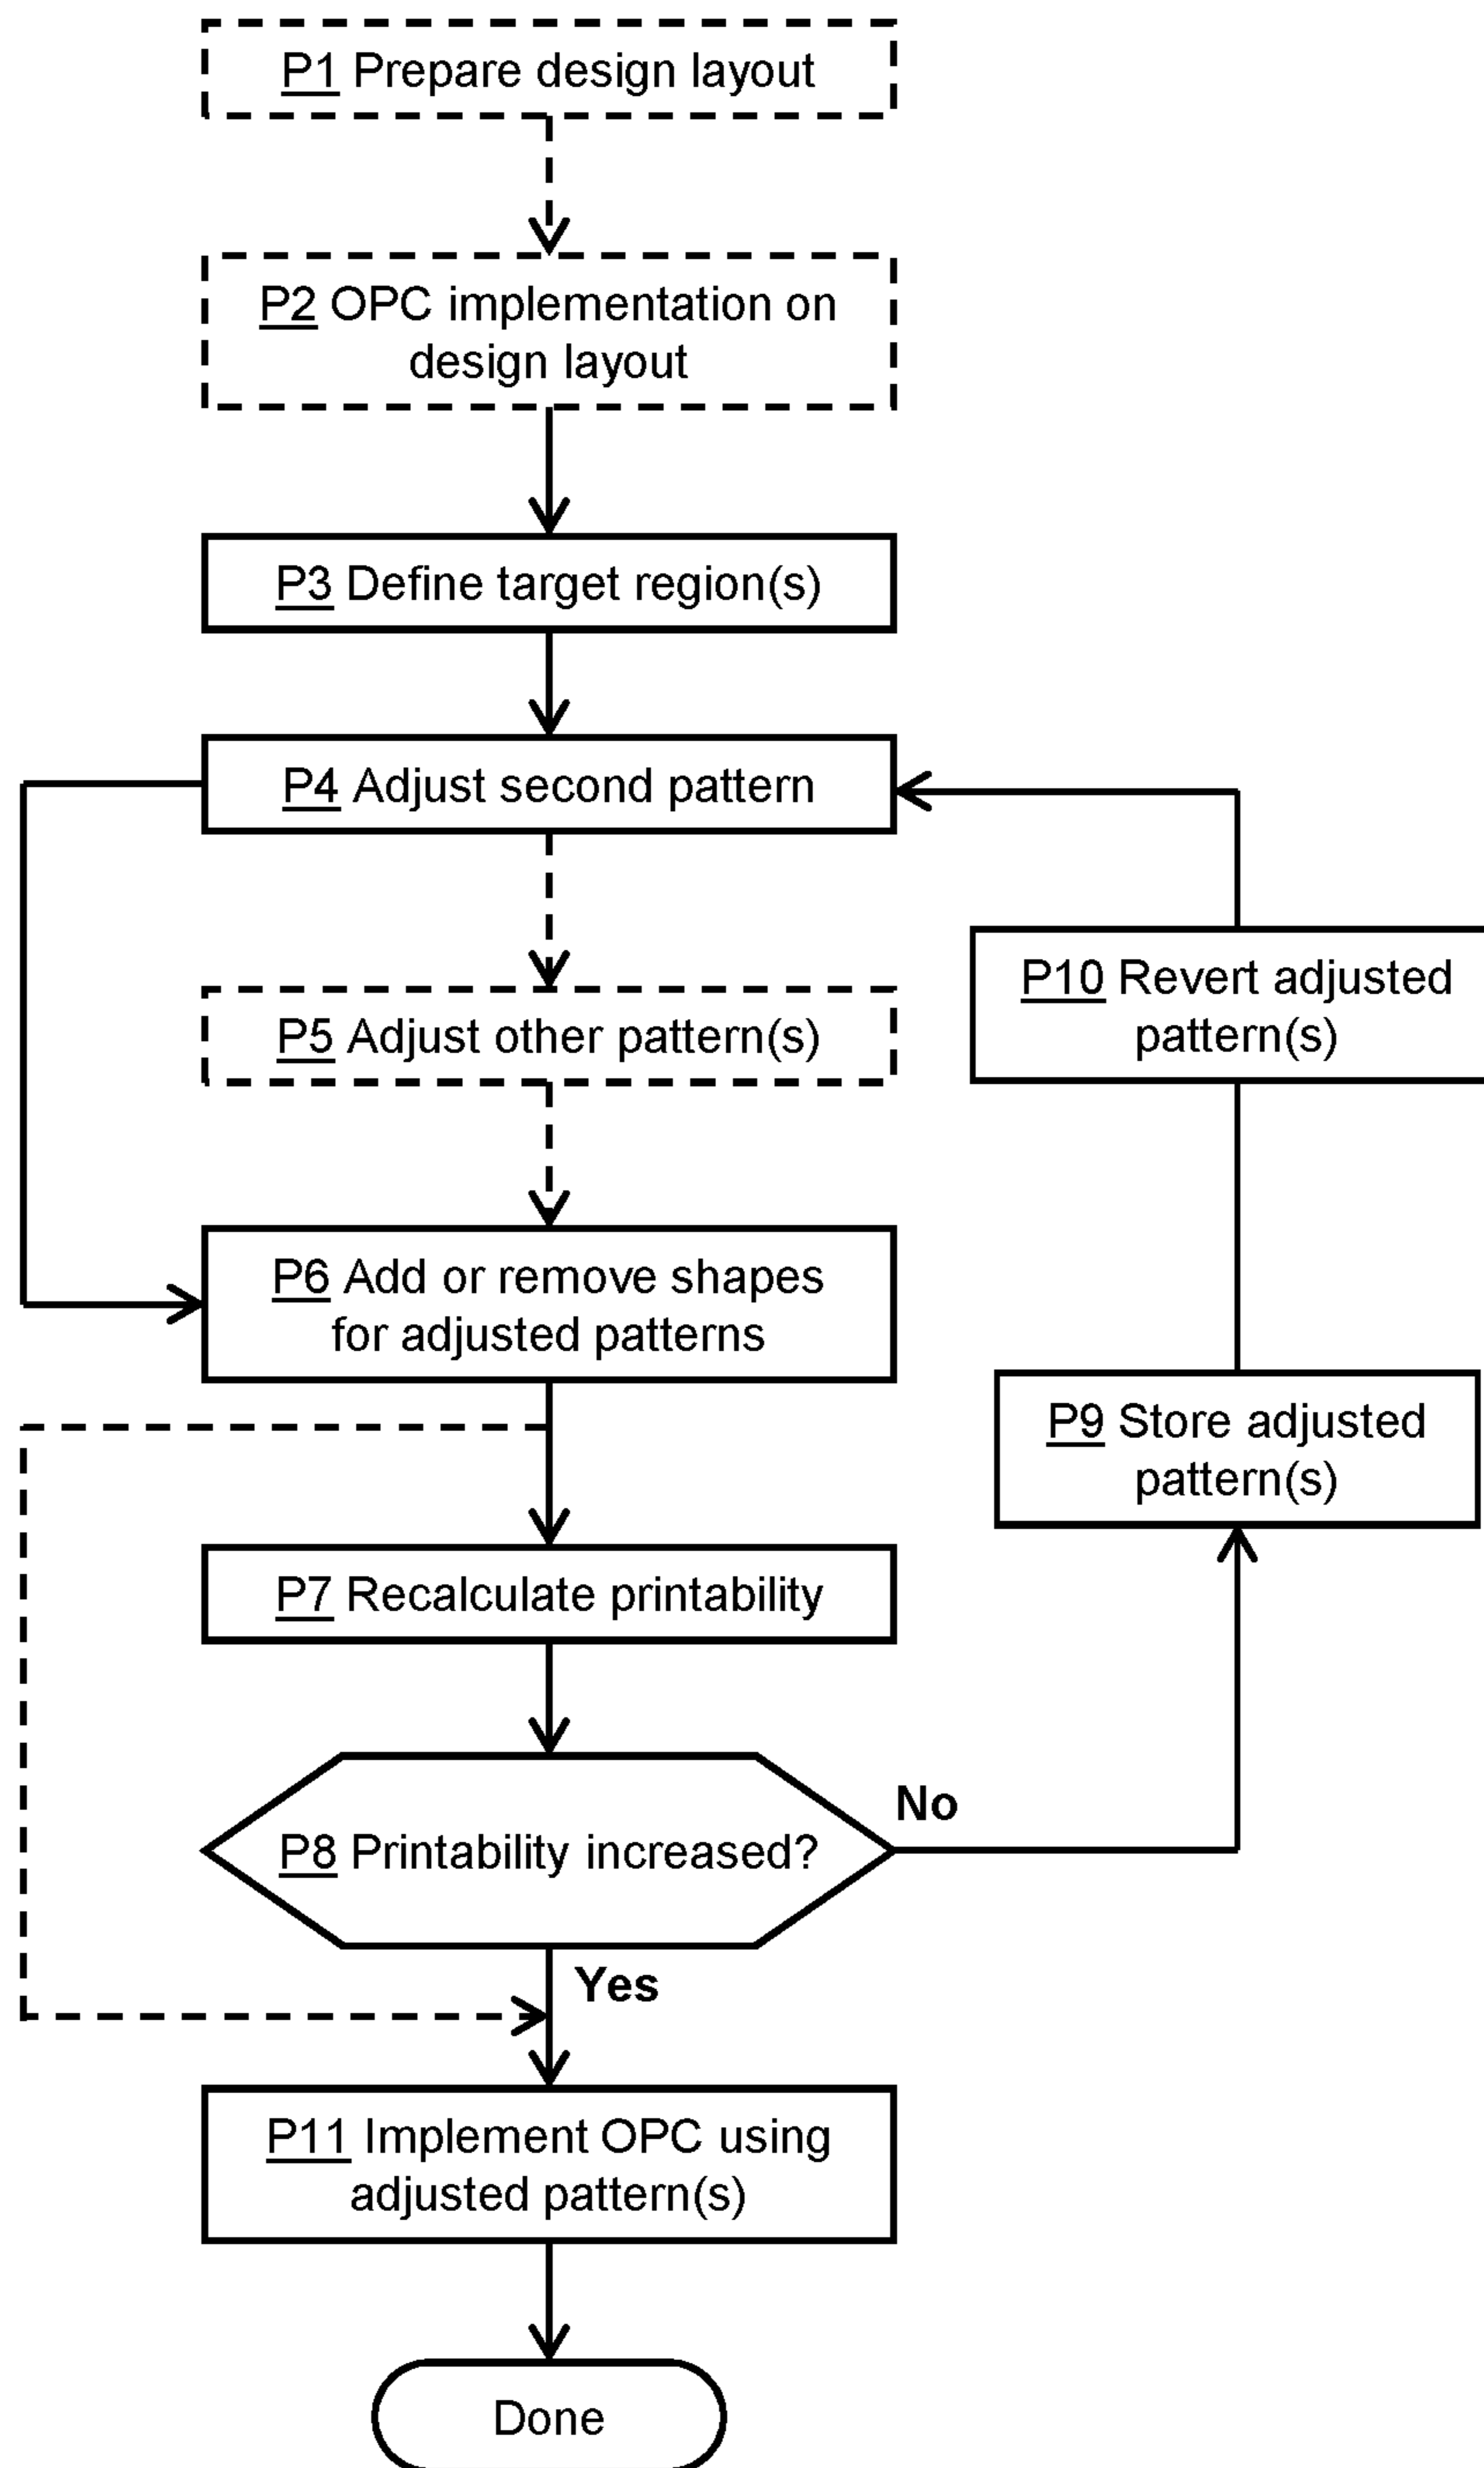 P1 Prepare design layout
P2 OPC implementation on
design layout
P3 Define target region(s)
P4 Adjust second pattern
P10 Revert adjusted
pattern(s)
P5 Adjust other pattern(s)
P6 Add or remove shapes
for adjusted patterns
P9 Store adjusted
pattern(s)
P7 Recalculate printability
No
P8 Printability increased?
Yes
P11 Implement OPC using
adjusted pattern(s)
Done